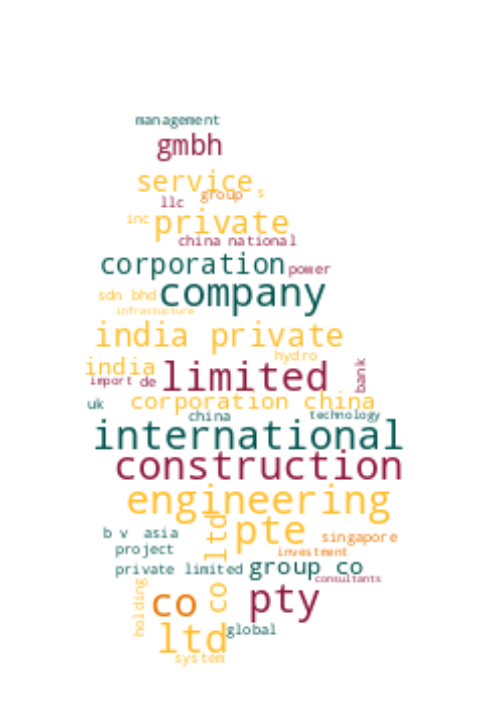 management
gmbh
service
group s
llc
inc private
china national
corporation power
sdn bhd company
infrastucture
india private
hydro
india limited bank
import de
uk corporation china
china technology
international
construction
engineering
co ltd pte
b v asia singapore
project investment
private limited group co
consultants
holding co pty
ltd global
system